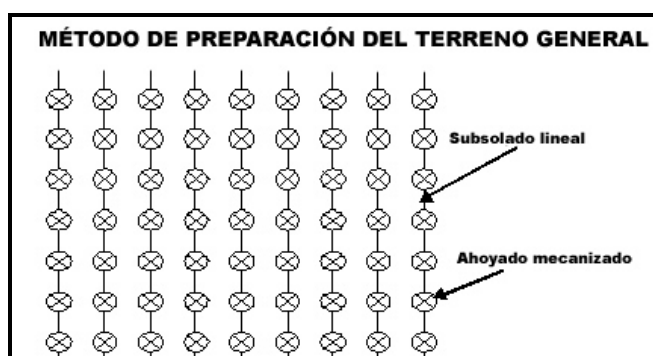 MÉTODO DE PREPARACIÓN DEL TERRENO GENERAL
Subsolado lineal
Ahoyado mecanizado